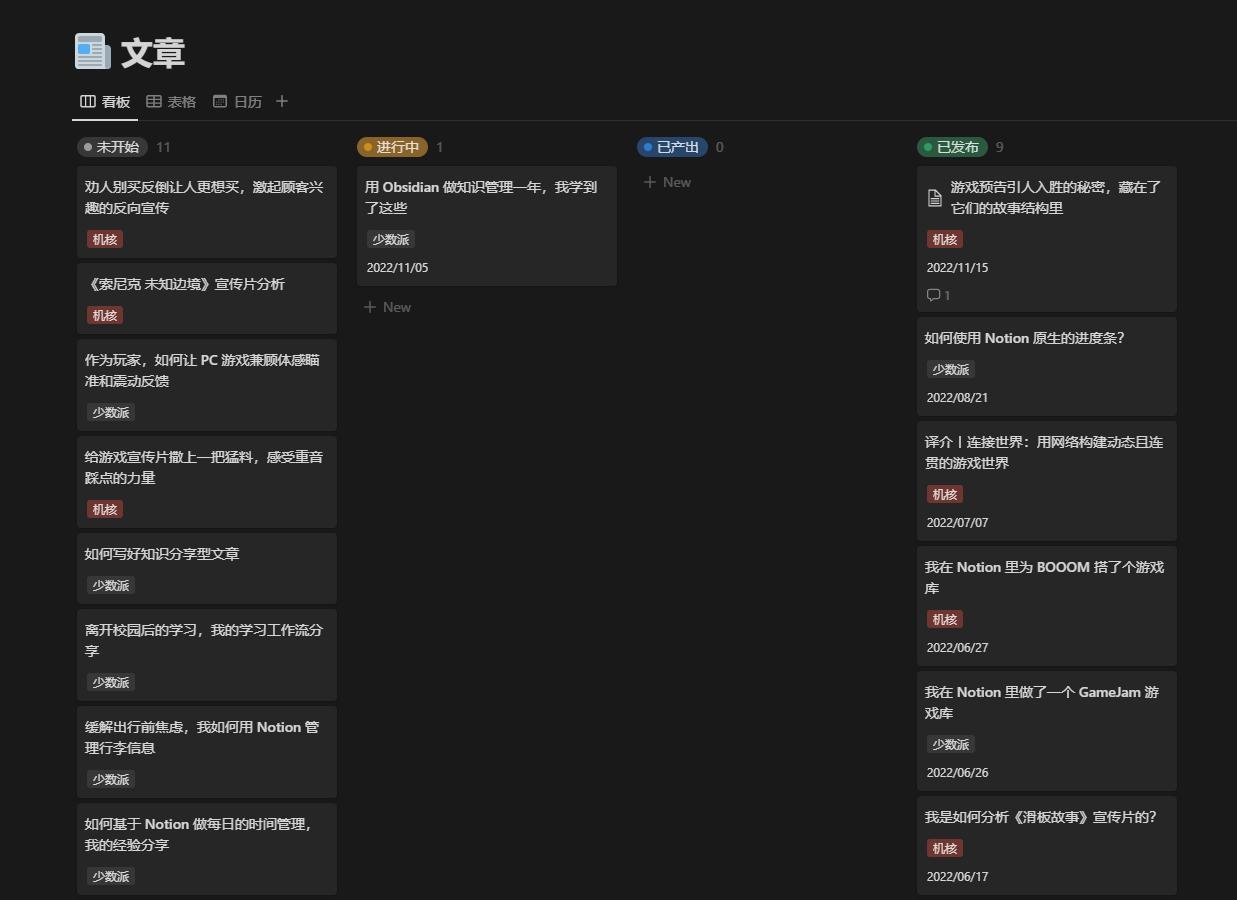 文章
看板 表格 日历
未开始 11
劝人别买反倒让人更想买，激起顾客兴
趣的反向宣传
机核
《索尼克 未知边境》宣传片分析
机核
作为玩家，如何让 PC 游戏兼顾体感瞄
准和震动反馈
少数派
给游戏宣传片撒上一把猛料，感受重音
踩点的力量
机核
如何写好知识分享型文章
少数派
离开校园后的学习，我的学习工作流分
享
少数派
缓解出行前焦虑，我如何用 Notion 管
理行李信息
少数派
如何基于 Notion 做每日的时间管理，
我的经验分享
少数派
进行中 1
用 Obsidian 做知识管理一年，我学到
了这些
少数派
2022/11/05
+ New
已产出 0
+ New
已发布 9
游戏预告引人入胜的秘密，藏在了
它们的故事结构里
机核
2022/11/15
1
如何使用 Notion 原生的进度条？
少数派
2022/08/21
译介丨连接世界：用网络构建动态且连
贯的游戏世界
机核
2022/07/07
我在 Notion 里为 BOOOM 搭了个游戏
库
机核
2022/06/27
我在 Notion 里做了一个 GameJam 游
戏库
少数派
2022/06/26
我是如何分析《滑板故事》宣传片的？
机核
2022/06/17